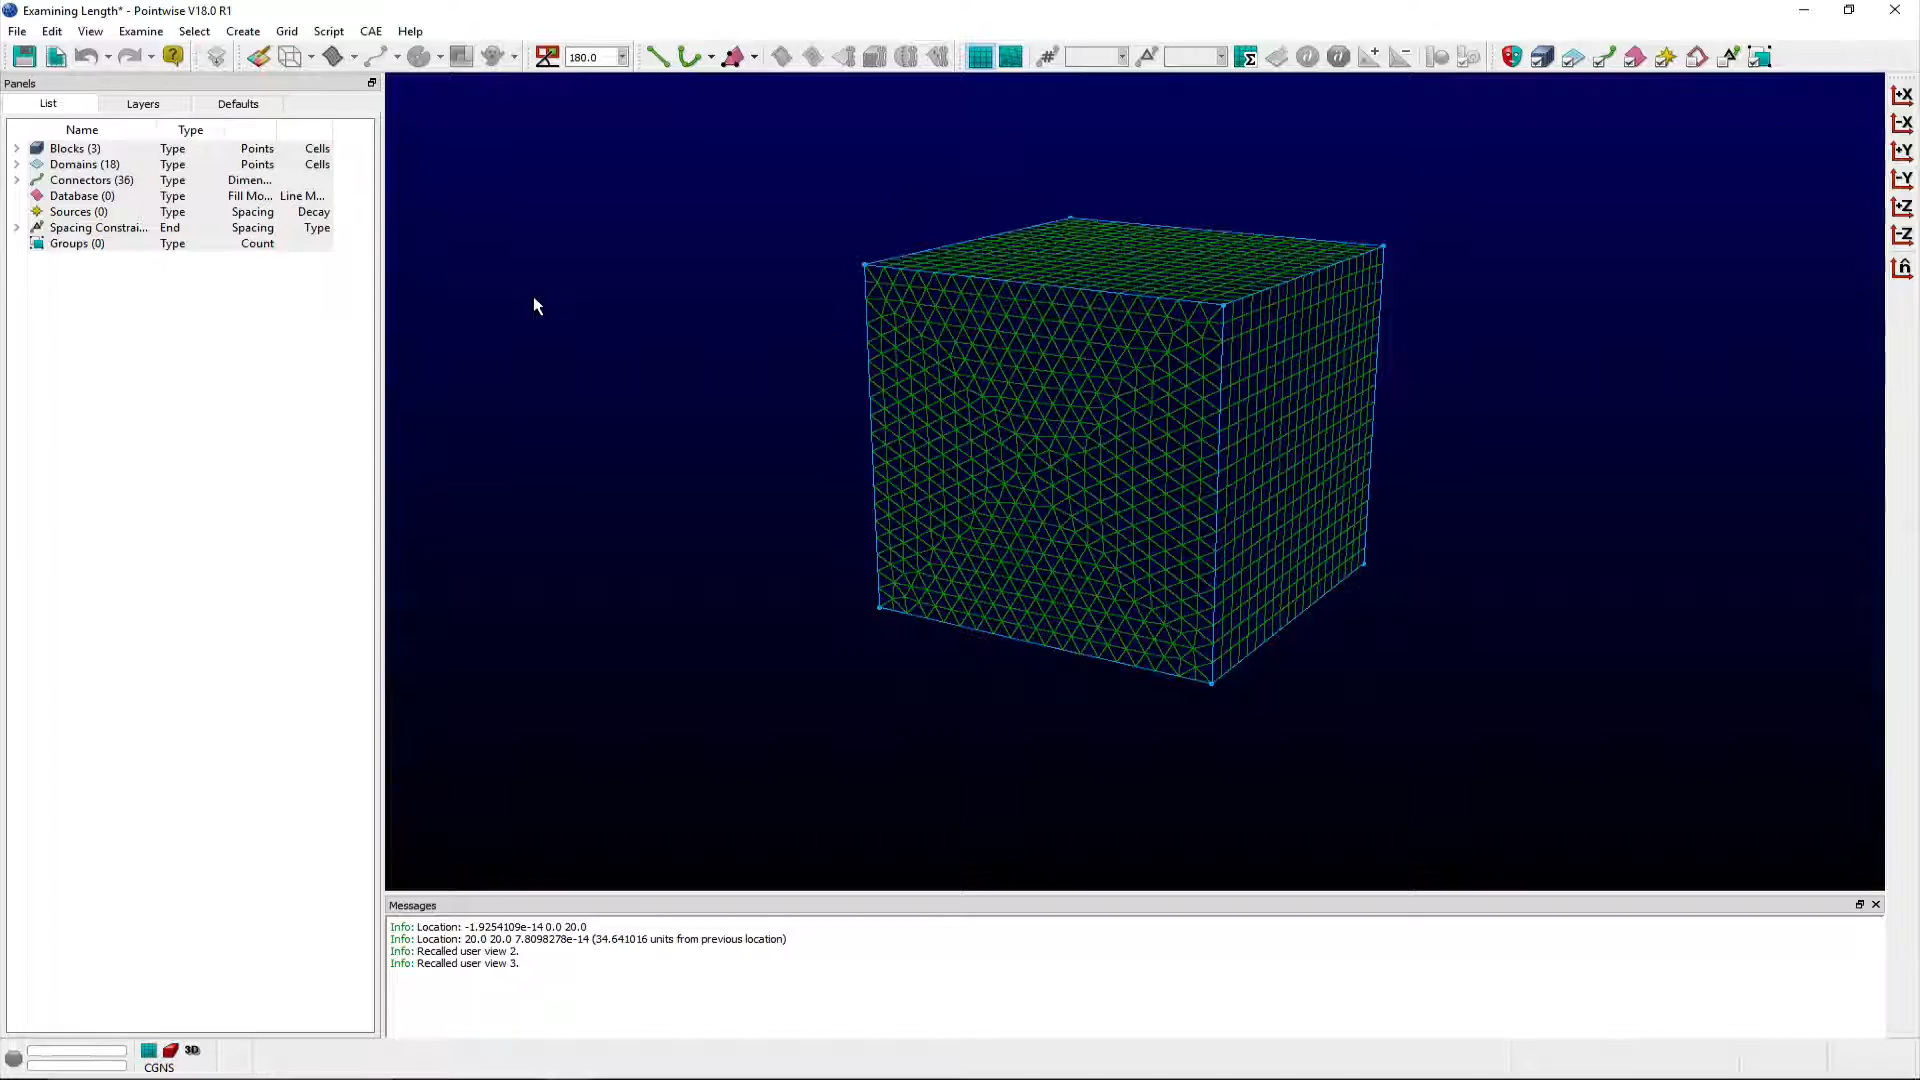 Examining Length* - Pointwise V18.0 R1
File Edit View Examine Select Create Grid Script CAE Help
180.0
Panels
List Layers Defaults
Name Type
Blocks (3) Type Points Cells
Domains (18) Type Points Cells
Connectors (36) Type Dimen...
Database (0) Type Fill Mo... Line M...
Sources (0) Type Spacing Decay
Spacing Constrai... End Spacing Type
Groups (0) Type Count
+X
-X
+Y
-Y
+Z
-Z
n̂
Messages
Info: Location: -1.9254109e-14 0.0 20.0
Info: Location: 20.0 20.0 7.8098278e-14 (34.641016 units from previous location)
Info: Recalled user view 2.
Info: Recalled user view 3.
3D
CGNS